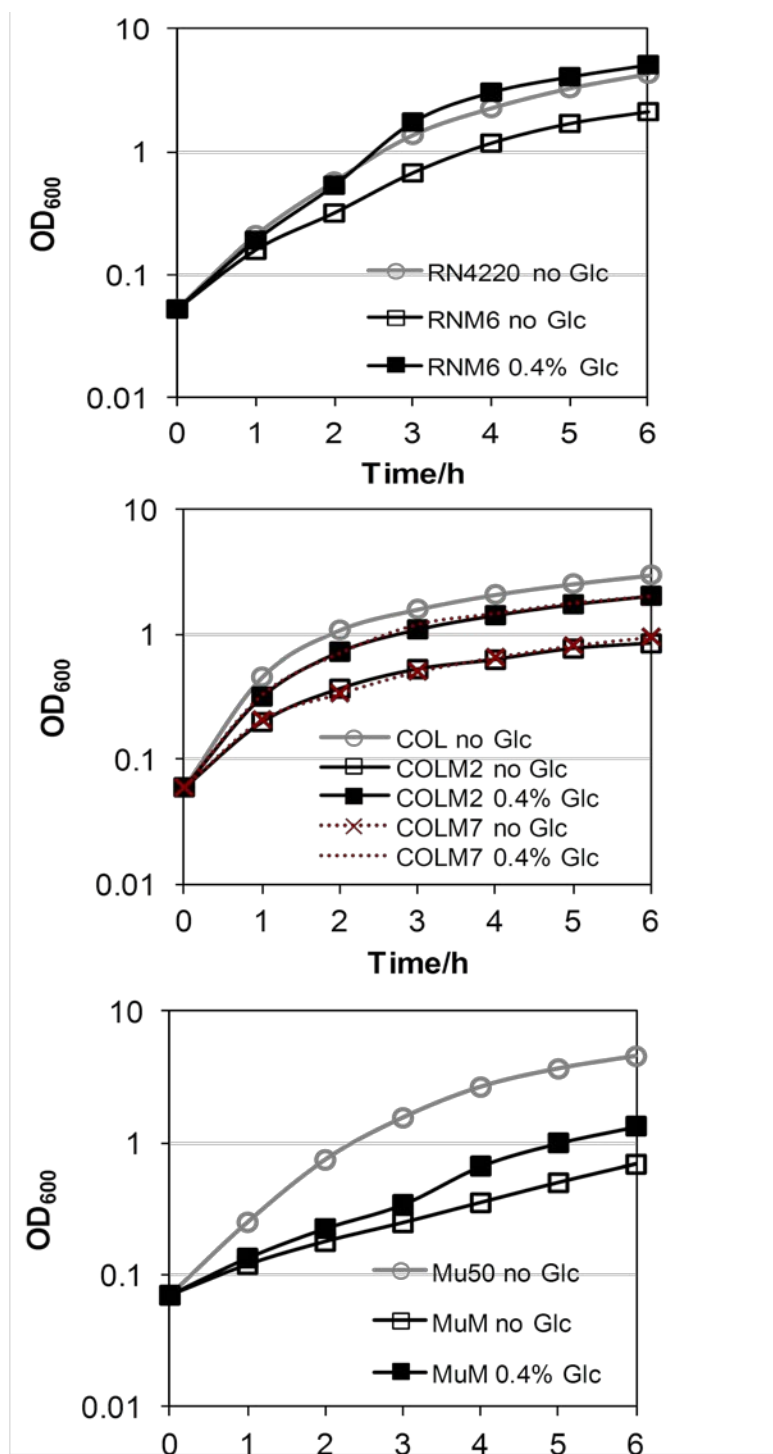 10
1
0.1
0.01
OD600
RN4220 no Glc
RNM6 no Glc
RNM6 0.4% Glc
0 1 2 3 4 5 6
Time/h
10
1
0.1
0.01
OD600
COL no Glc
COLM2 no Glc
COLM2 0.4% Glc
COLM7 no Glc
COLM7 0.4% Glc
0 1 2 3 4 5 6
Time/h
10
1
0.1
0.01
OD600
Mu50 no Glc
MuM no Glc
MuM 0.4% Glc
0 1 2 3 4 5 6